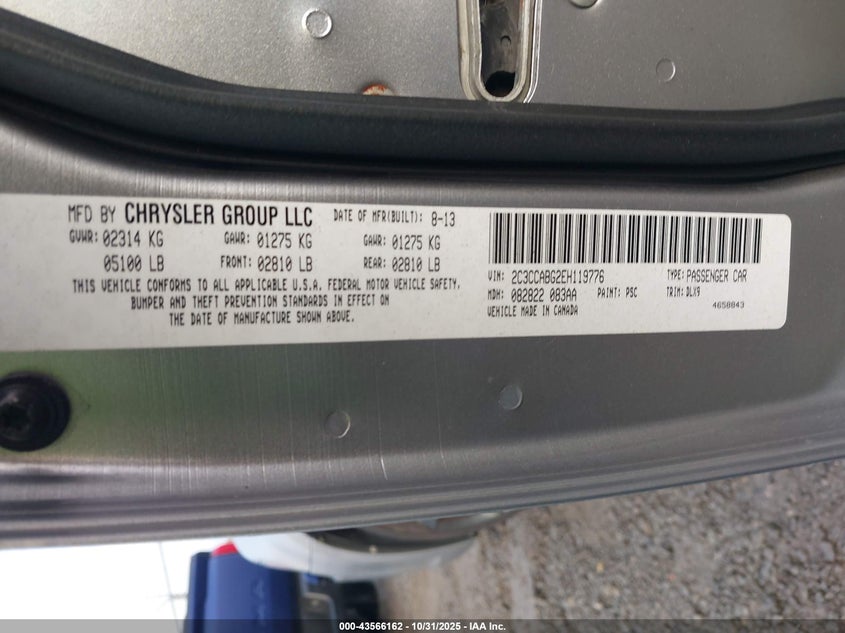 MFD BY CHRYSLER GROUP LLC DATE OF MFR(BUILT): 8-13
GVWR: 02314 KG GAWR: 01275 KG GAWR: 01275 KG
05100 LB FRONT: 02810 LB REAR: 02810 LB
THIS VEHICLE CONFORMS TO ALL APPLICABLE U.S.A. FEDERAL MOTOR VEHICLE SAFETY,
BUMPER AND THEFT PREVENTION STANDARDS IN EFFECT ON
THE DATE OF MANUFACTURE SHOWN ABOVE.
VIN: 2C3CCABG2EH119776 TYPE: PASSENGER CAR
MDH: 082822 083AA PAINT: PSC TRIM: DLX9
VEHICLE MADE IN CANADA 4658843
000-43566162 - 10/31/2025 - IAA Inc.